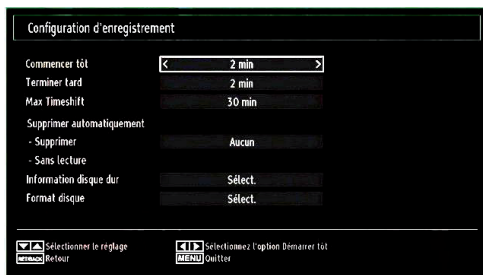 Configuration d'enregistrement
Commencer tôt < 2 min >
Terminer tard 2 min
Max Timeshift 30 min
Supprimer automatiquement
- Supprimer Aucun
- Sans lecture
Information disque dur Sélect.
Format disque Sélect.
Sélectionner le réglage Sélectionnez l'option Démarrer tôt
Retour MENU Quitter